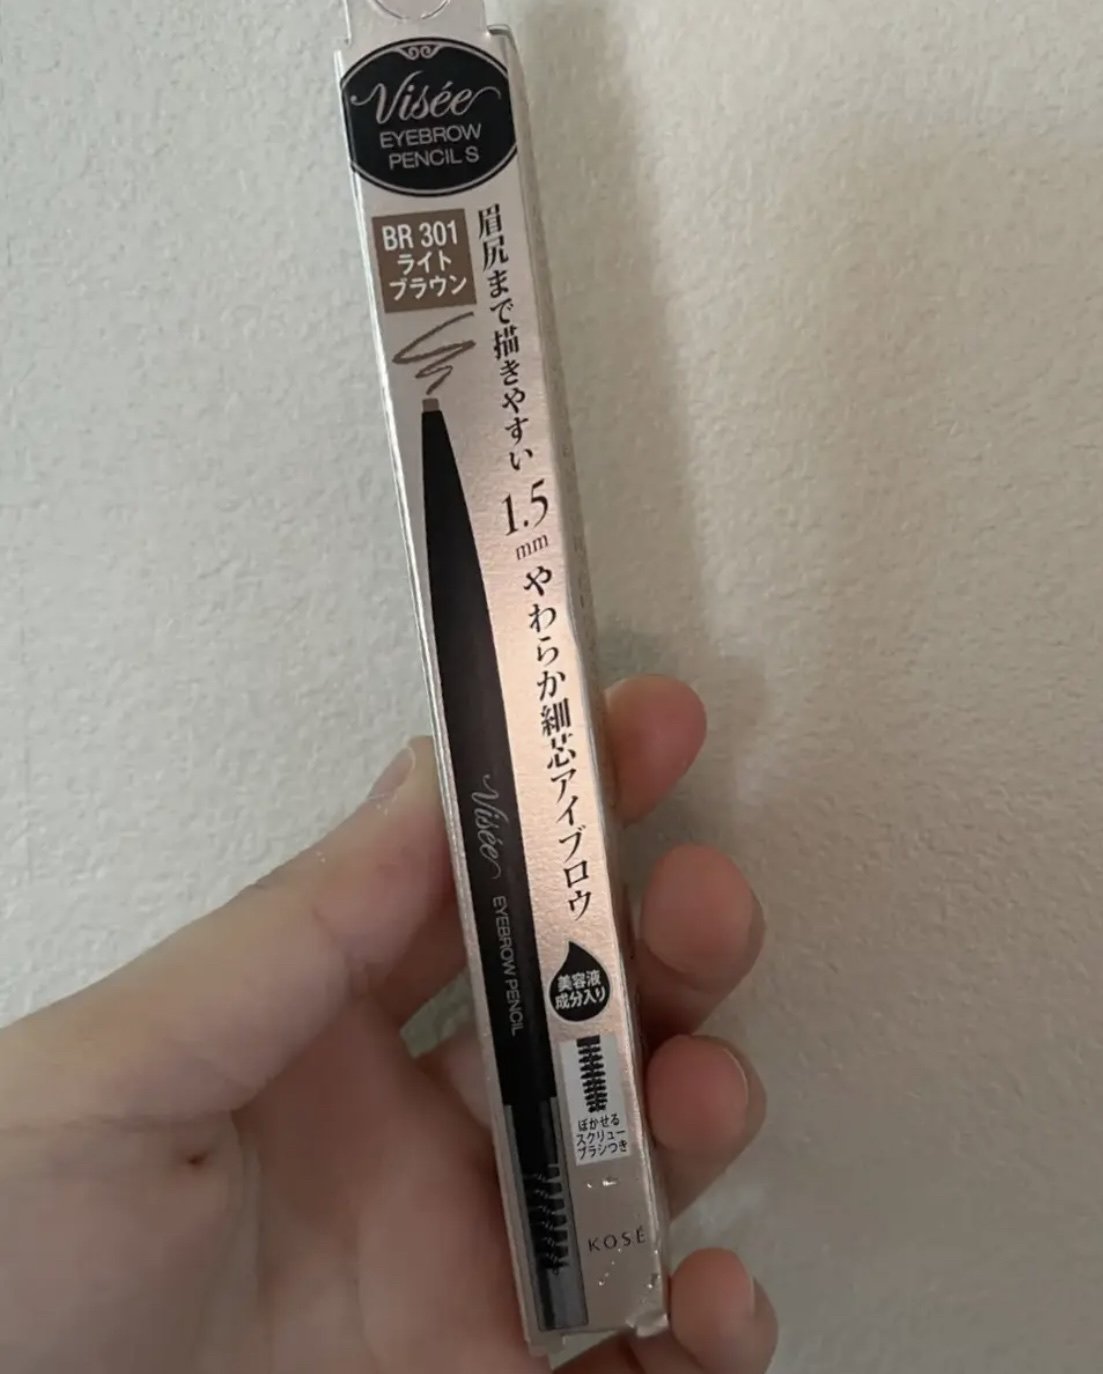 Visée
EYEBROW
PENCIL S
BR 301
ライト
ブラウン
眉尻まで描きやすい
1.5
mm
やわらか細芯アイブロウ
Visée
EYEBROW PENCIL
美容液
成分入り
ぼかせる
スクリュー
ブラシつき
KOSÉ